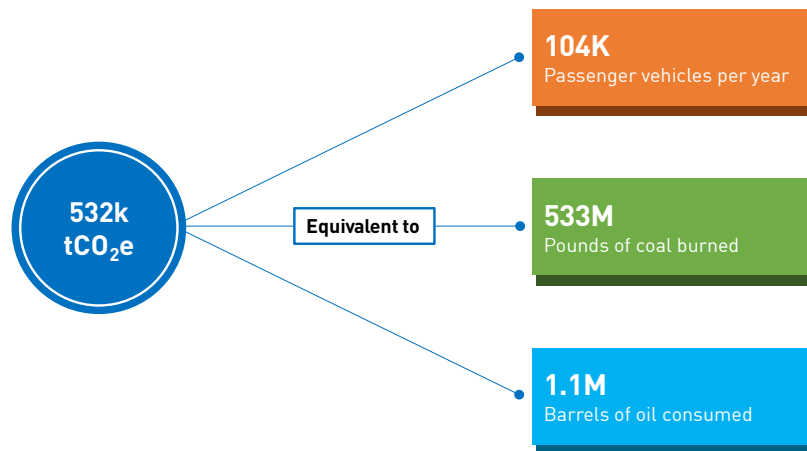 532k
tCO₂e
Equivalent to
104K
Passenger vehicles per year
533M
Pounds of coal burned
1.1M
Barrels of oil consumed